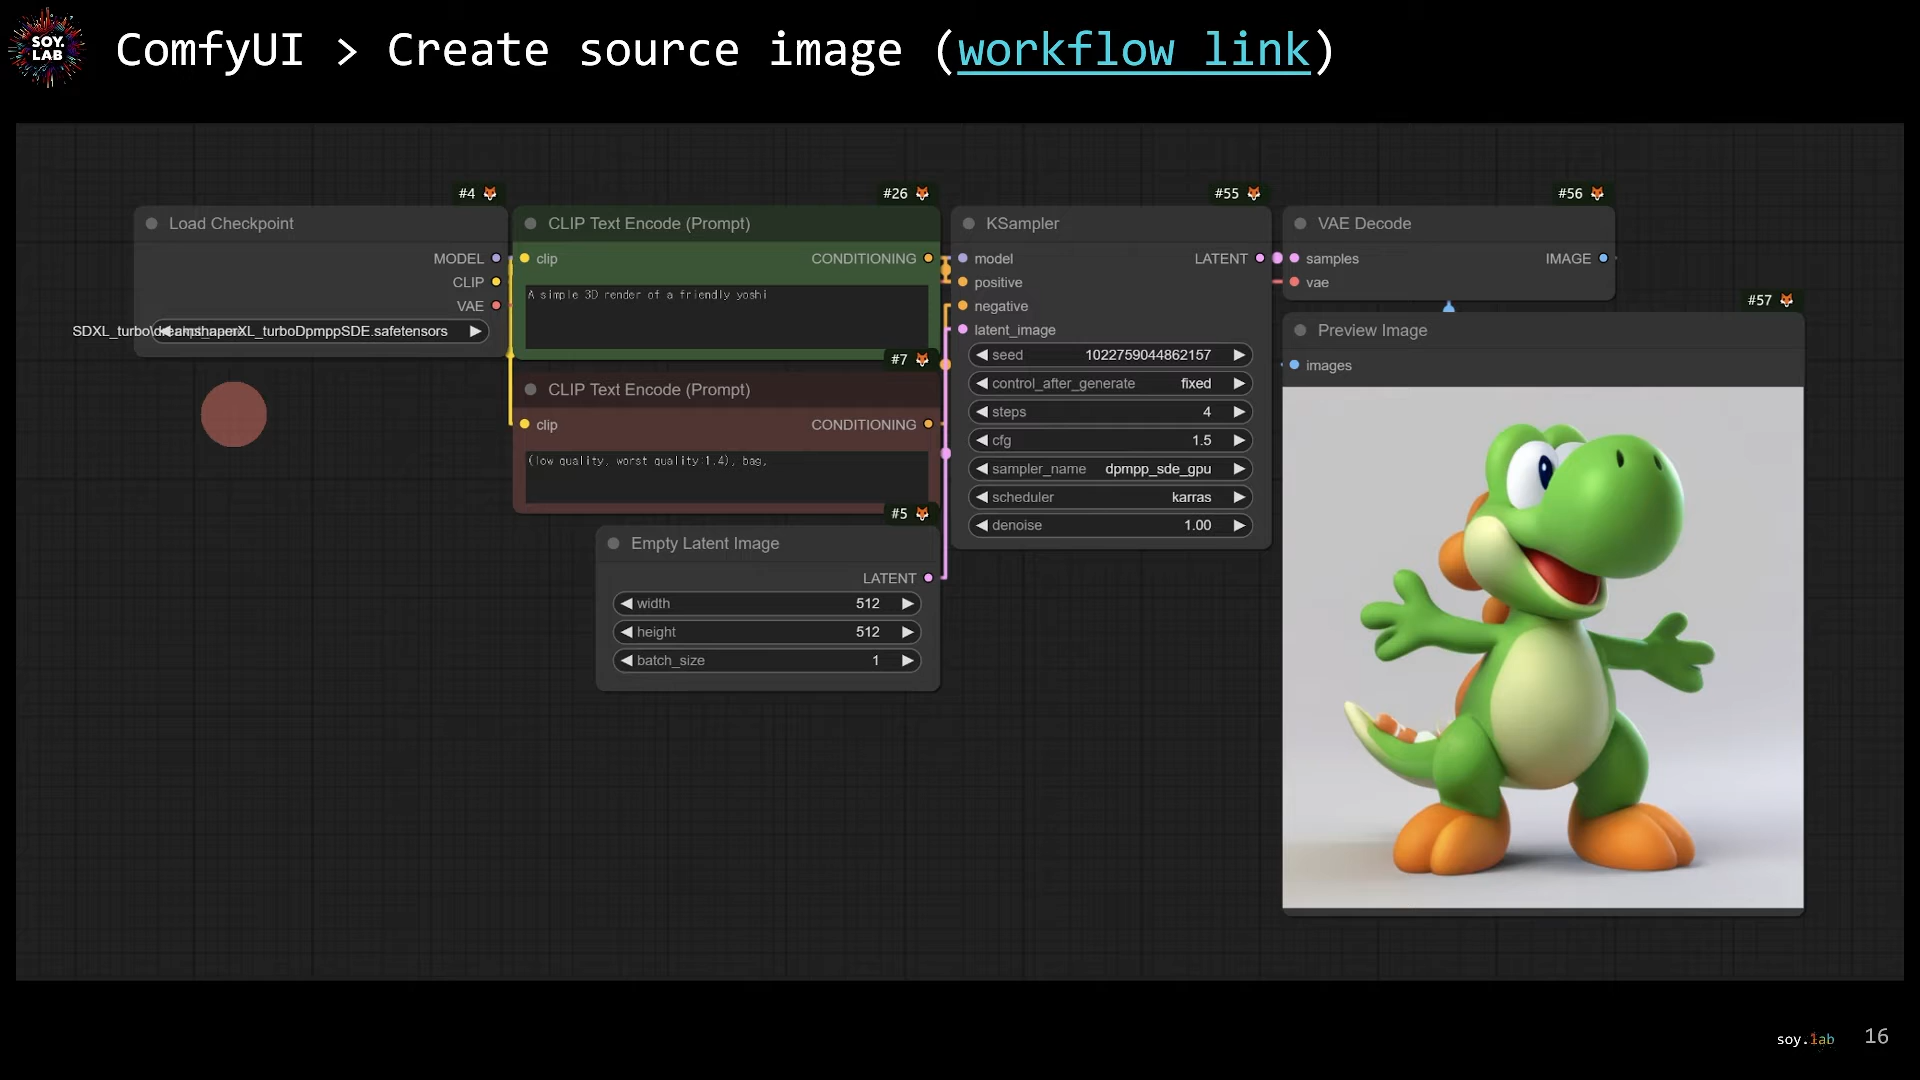 SOY.
LAB
ComfyUI > Create source image (workflow link)
#4
Load Checkpoint
MODEL
CLIP
VAE
ckpt_name
#26
CLIP Text Encode (Prompt)
clip
CONDITIONING
A simple 3D render of a friendly yoshi
#7
CLIP Text Encode (Prompt)
clip
CONDITIONING
(low quality, worst quality:1.4), bag,
#5
Empty Latent Image
LATENT
width 512
height 512
batch_size 1
#55
KSampler
model
LATENT
positive
negative
latent_image
seed 1022759044862157
control_after_generate fixed
steps 4
cfg 1.5
sampler_name dpmpp_sde_gpu
scheduler karras
denoise 1.00
#56
VAE Decode
samples
IMAGE
vae
#57
Preview Image
images
soy.lab
16